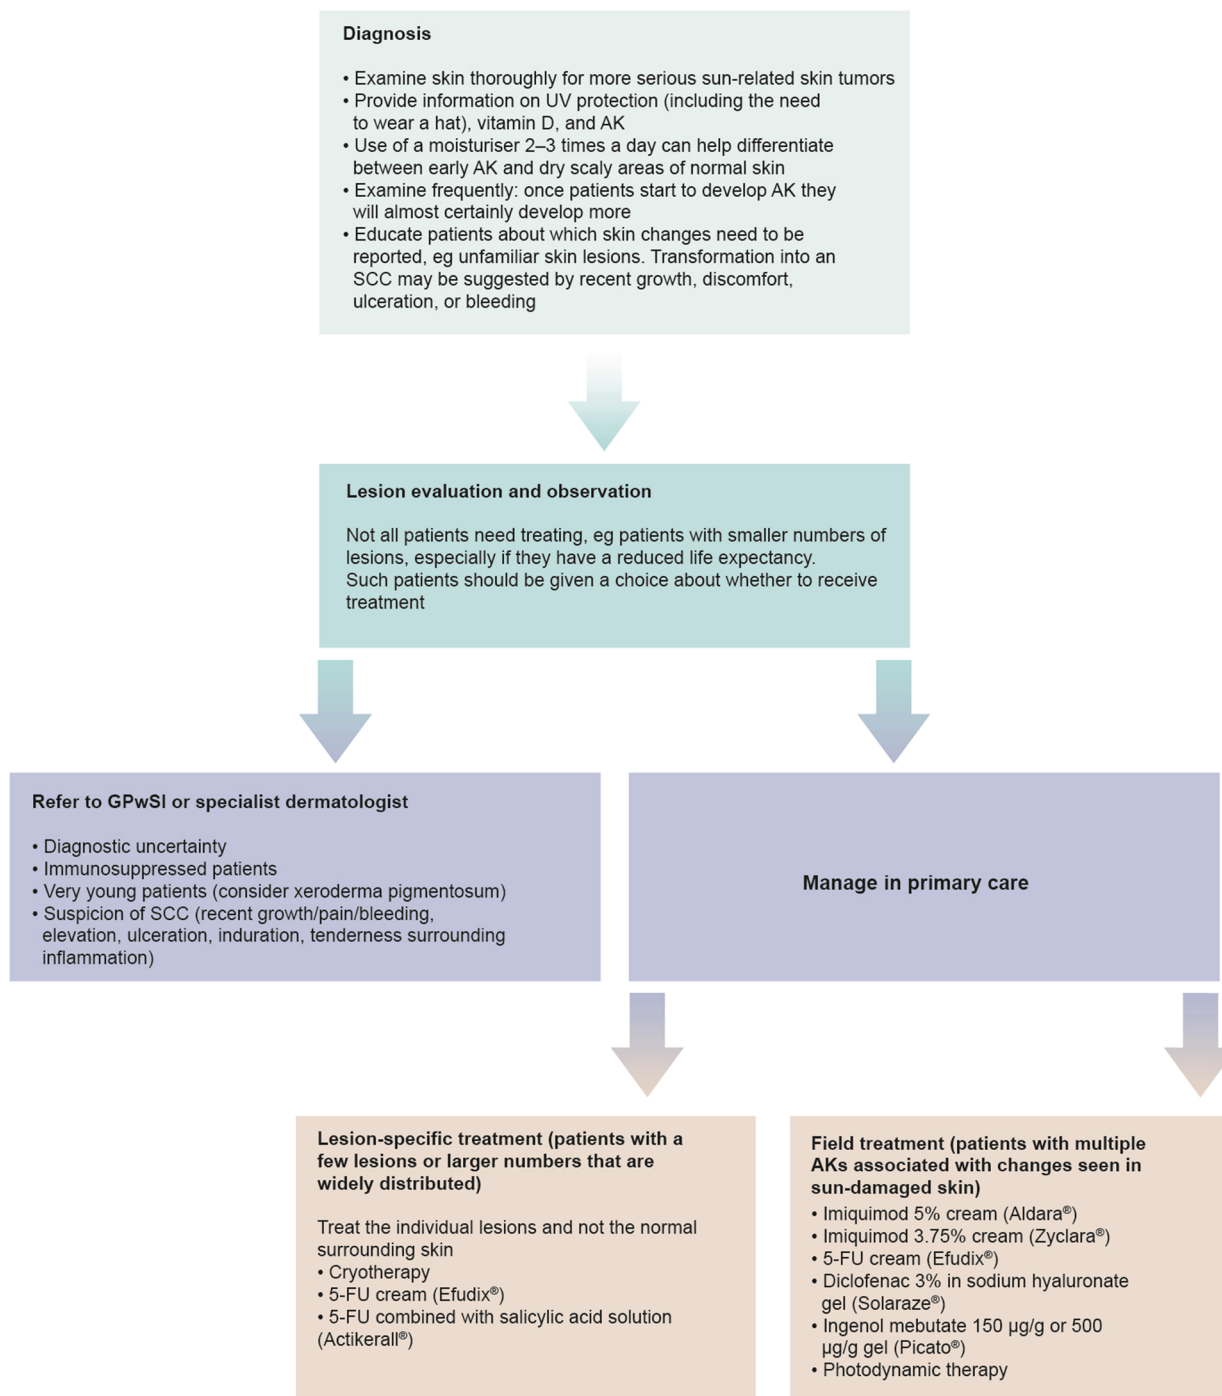 Diagnosis
• Examine skin thoroughly for more serious sun-related skin tumors
• Provide information on UV protection (including the need
to wear a hat), vitamin D, and AK
• Use of a moisturiser 2–3 times a day can help differentiate
between early AK and dry scaly areas of normal skin
• Examine frequently: once patients start to develop AK they
will almost certainly develop more
• Educate patients about which skin changes need to be
reported, eg unfamiliar skin lesions. Transformation into an
SCC may be suggested by recent growth, discomfort,
ulceration, or bleeding
Lesion evaluation and observation
Not all patients need treating, eg patients with smaller numbers of
lesions, especially if they have a reduced life expectancy.
Such patients should be given a choice about whether to receive
treatment
Refer to GPwSI or specialist dermatologist
• Diagnostic uncertainty
• Immunosuppressed patients
• Very young patients (consider xeroderma pigmentosum)
• Suspicion of SCC (recent growth/pain/bleeding,
elevation, ulceration, induration, tenderness surrounding
inflammation)
Manage in primary care
Lesion-specific treatment (patients with a
few lesions or larger numbers that are
widely distributed)
Treat the individual lesions and not the normal
surrounding skin
• Cryotherapy
• 5-FU cream (Efudix®)
• 5-FU combined with salicylic acid solution
(Actikerall®)
Field treatment (patients with multiple
AKs associated with changes seen in
sun-damaged skin)
• Imiquimod 5% cream (Aldara®)
• Imiquimod 3.75% cream (Zyclara®)
• 5-FU cream (Efudix®)
• Diclofenac 3% in sodium hyaluronate
gel (Solaraze®)
• Ingenol mebutate 150 µg/g or 500
µg/g gel (Picato®)
• Photodynamic therapy